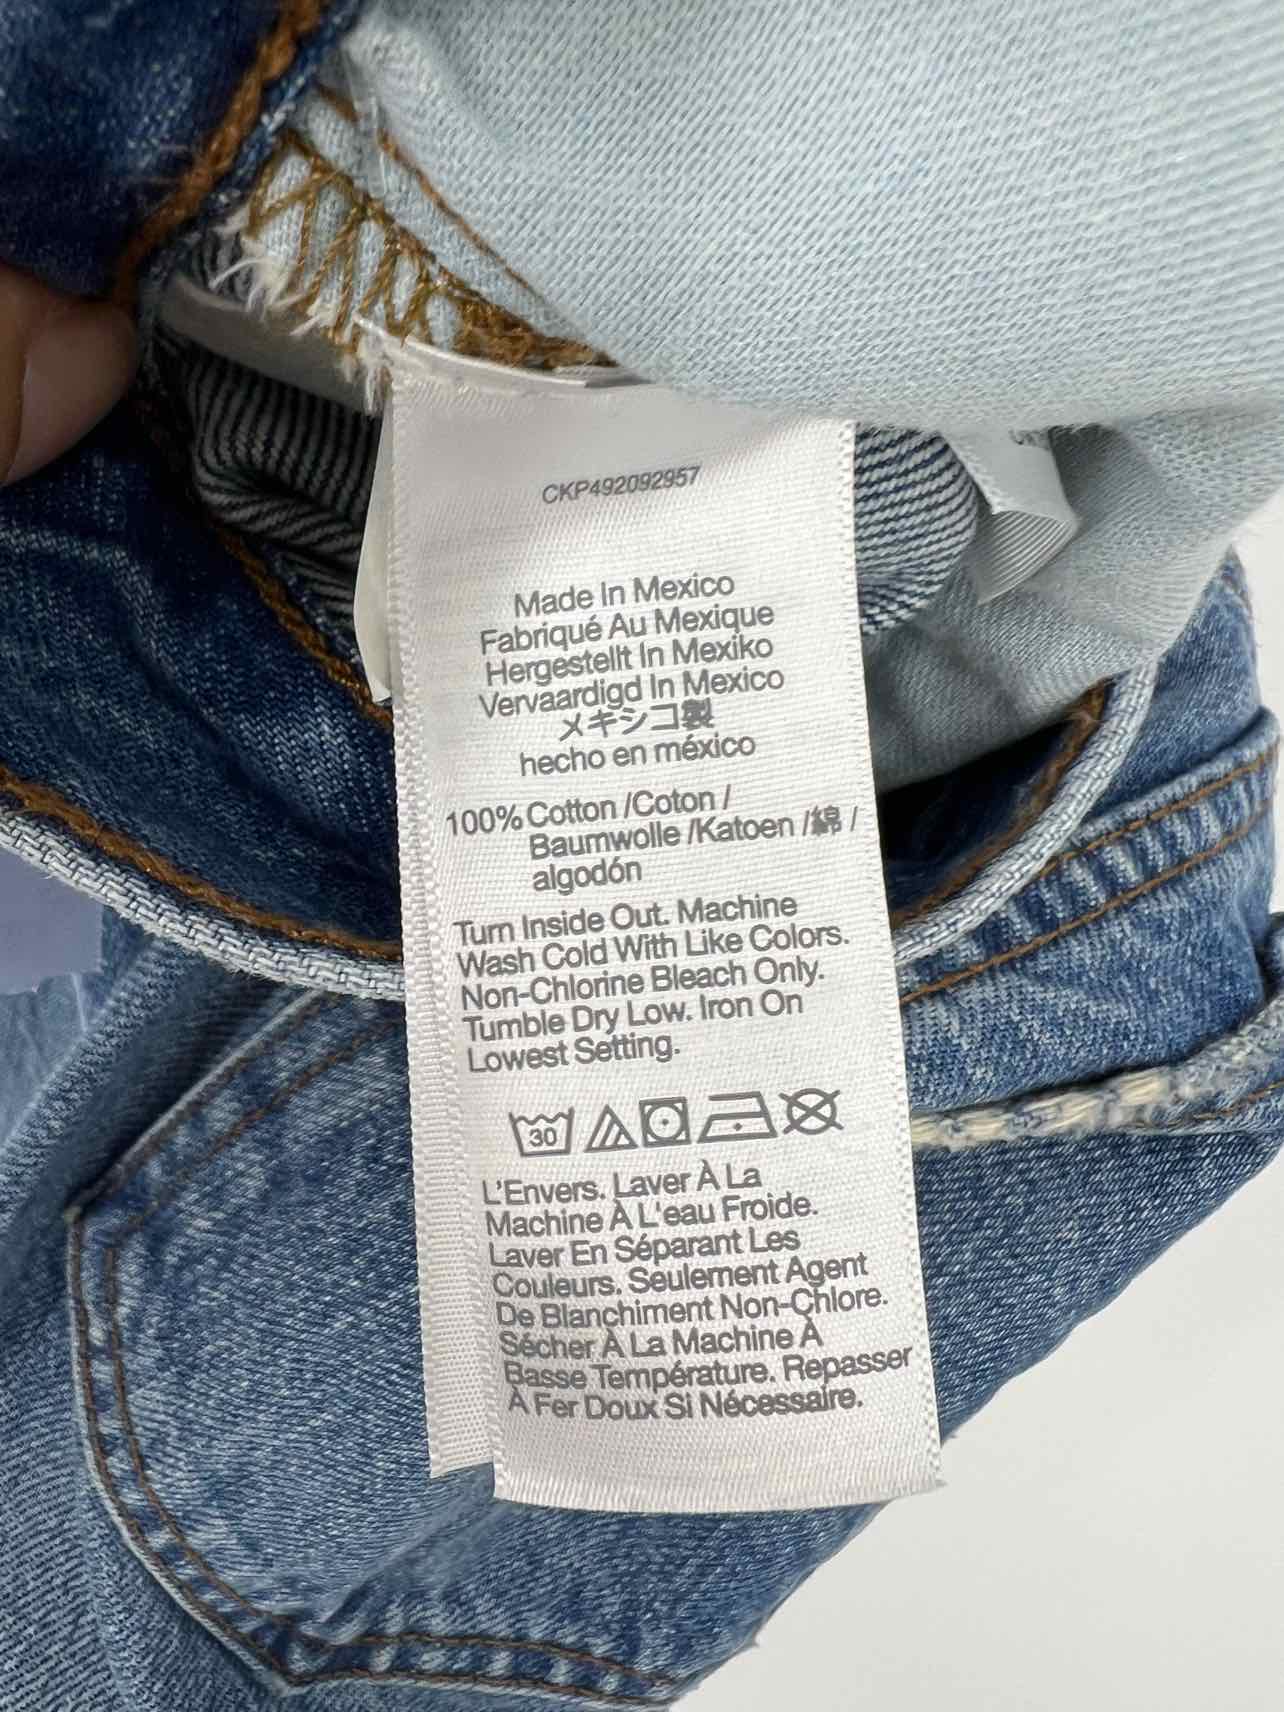 CKP492092957
Made In Mexico
Fabriqué Au Mexique
Hergestellt In Mexiko
Vervaardigd In Mexico
メキシコ製
hecho en méxico
100% Cotton /Coton /
Baumwolle /Katoen /綿 /
algodón
Turn Inside Out. Machine
Wash Cold With Like Colors.
Non-Chlorine Bleach Only.
Tumble Dry Low. Iron On
Lowest Setting.
30
L'Envers. Laver À La
Machine À L'eau Froide.
Laver En Séparant Les
Couleurs. Seulement Agent
De Blanchiment Non-Chlore.
Sécher À La Machine À
Basse Température. Repasser
À Fer Doux Si Nécessaire.